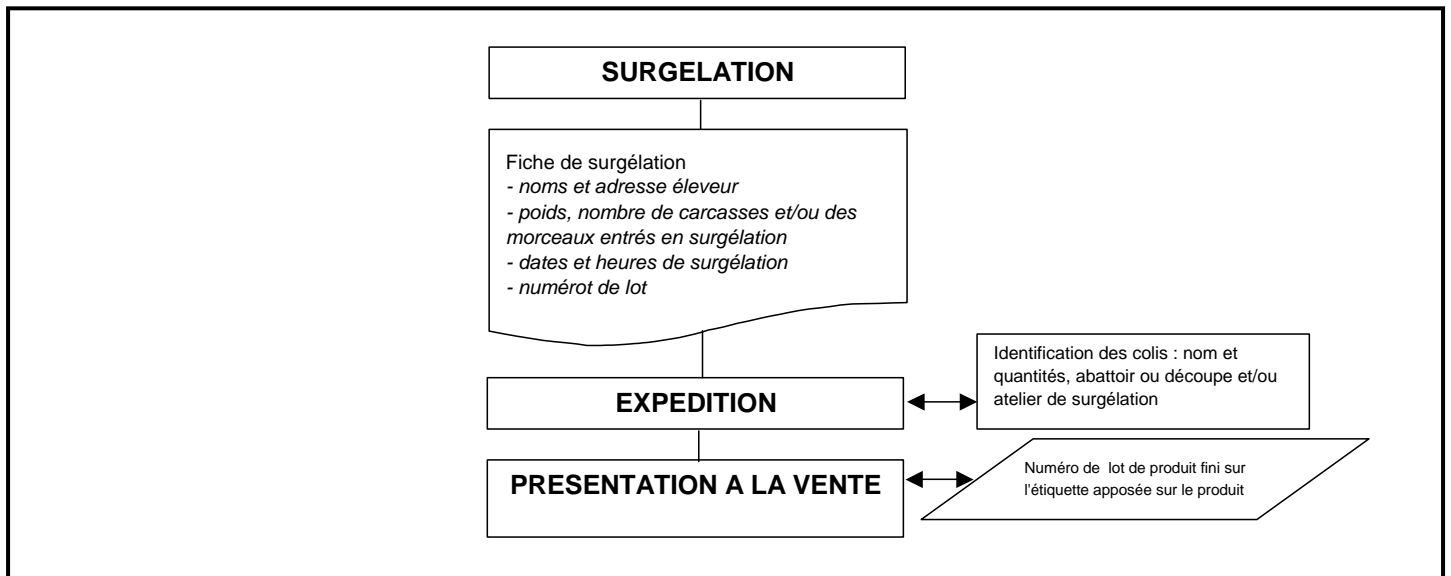 SURGELATION
Fiche de surgélation
- noms et adresse éleveur
- poids, nombre de carcasses et/ou des
morceaux entrés en surgélation
- dates et heures de surgélation
- numérot de lot
Identification des colis : nom et
quantités, abattoir ou découpe et/ou
atelier de surgélation
EXPEDITION
PRESENTATION A LA VENTE
Numéro de lot de produit fini sur
l'étiquette apposée sur le produit